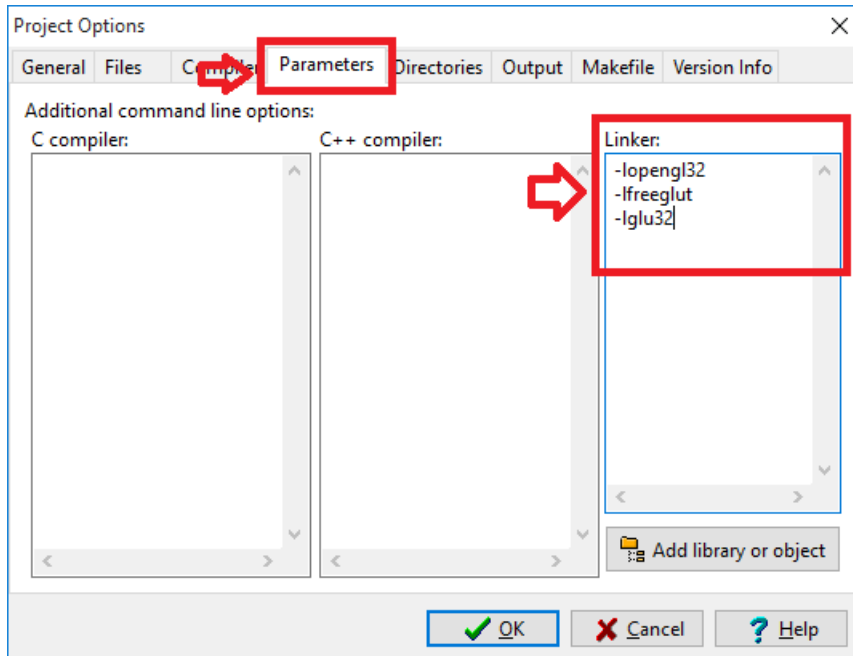 Project Options
General Files Compiler Parameters Directories Output Makefile Version Info
Additional command line options:
C compiler:
C++ compiler:
Linker:
-lopengl32
-lfreeglut
-lglu32
Add library or object
OK
Cancel
Help